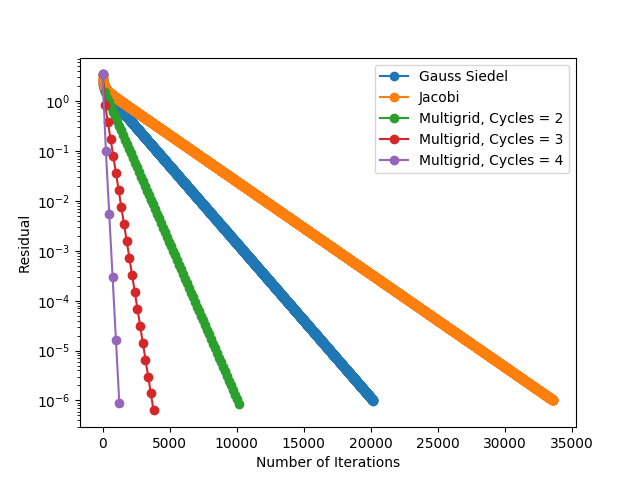 Gauss Siedel
Jacobi
Multigrid, Cycles = 2
Multigrid, Cycles = 3
Multigrid, Cycles = 4
10^0
10^-1
10^-2
10^-3
10^-4
10^-5
10^-6
Residual
0 5000 10000 15000 20000 25000 30000 35000
Number of Iterations